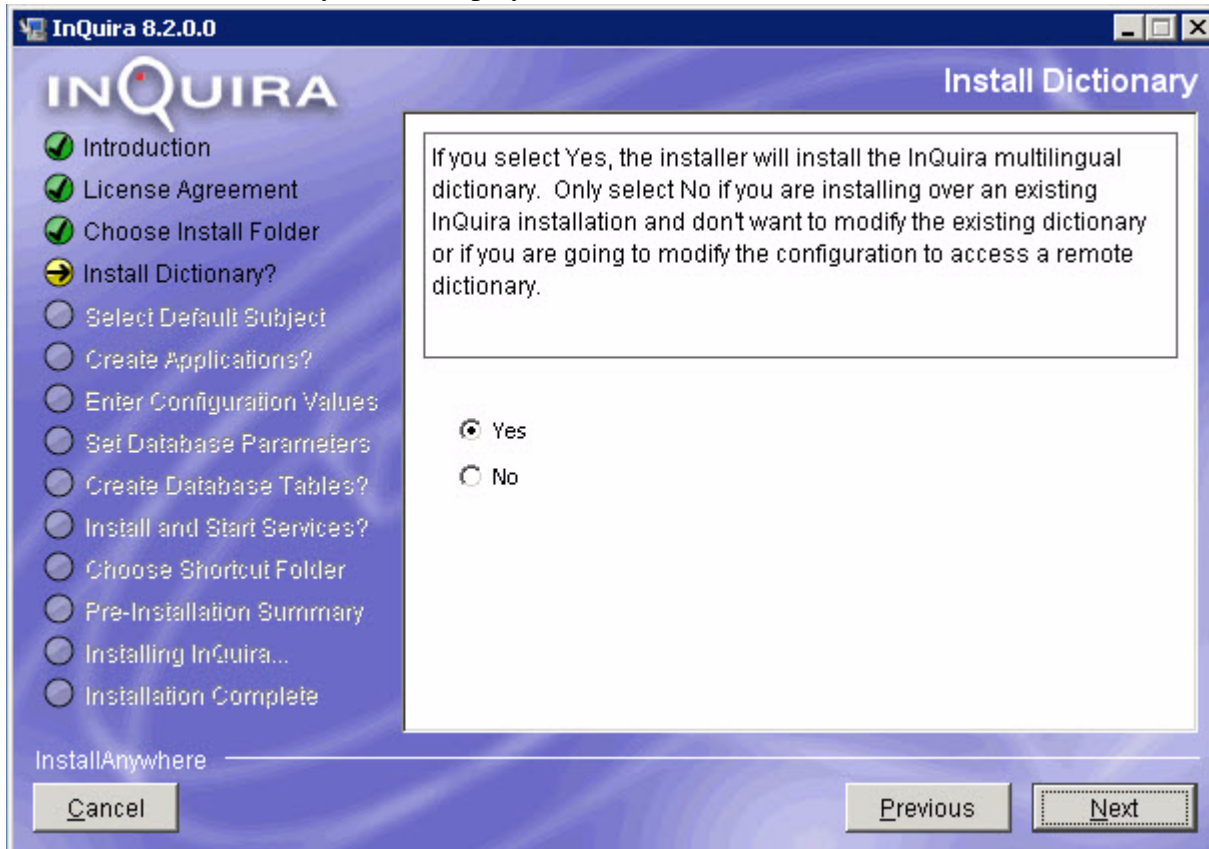 InQuira 8.2.0.0
INQUIRA
Install Dictionary
Introduction
License Agreement
Choose Install Folder
Install Dictionary?
Select Default Subject
Create Applications?
Enter Configuration Values
Set Database Parameters
Create Database Tables?
Install and Start Services?
Choose Shortcut Folder
Pre-Installation Summary
Installing InQuira...
Installation Complete
If you select Yes, the installer will install the InQuira multilingual
dictionary. Only select No if you are installing over an existing
InQuira installation and don't want to modify the existing dictionary
or if you are going to modify the configuration to access a remote
dictionary.
Yes
No
InstallAnywhere
Cancel
Previous
Next